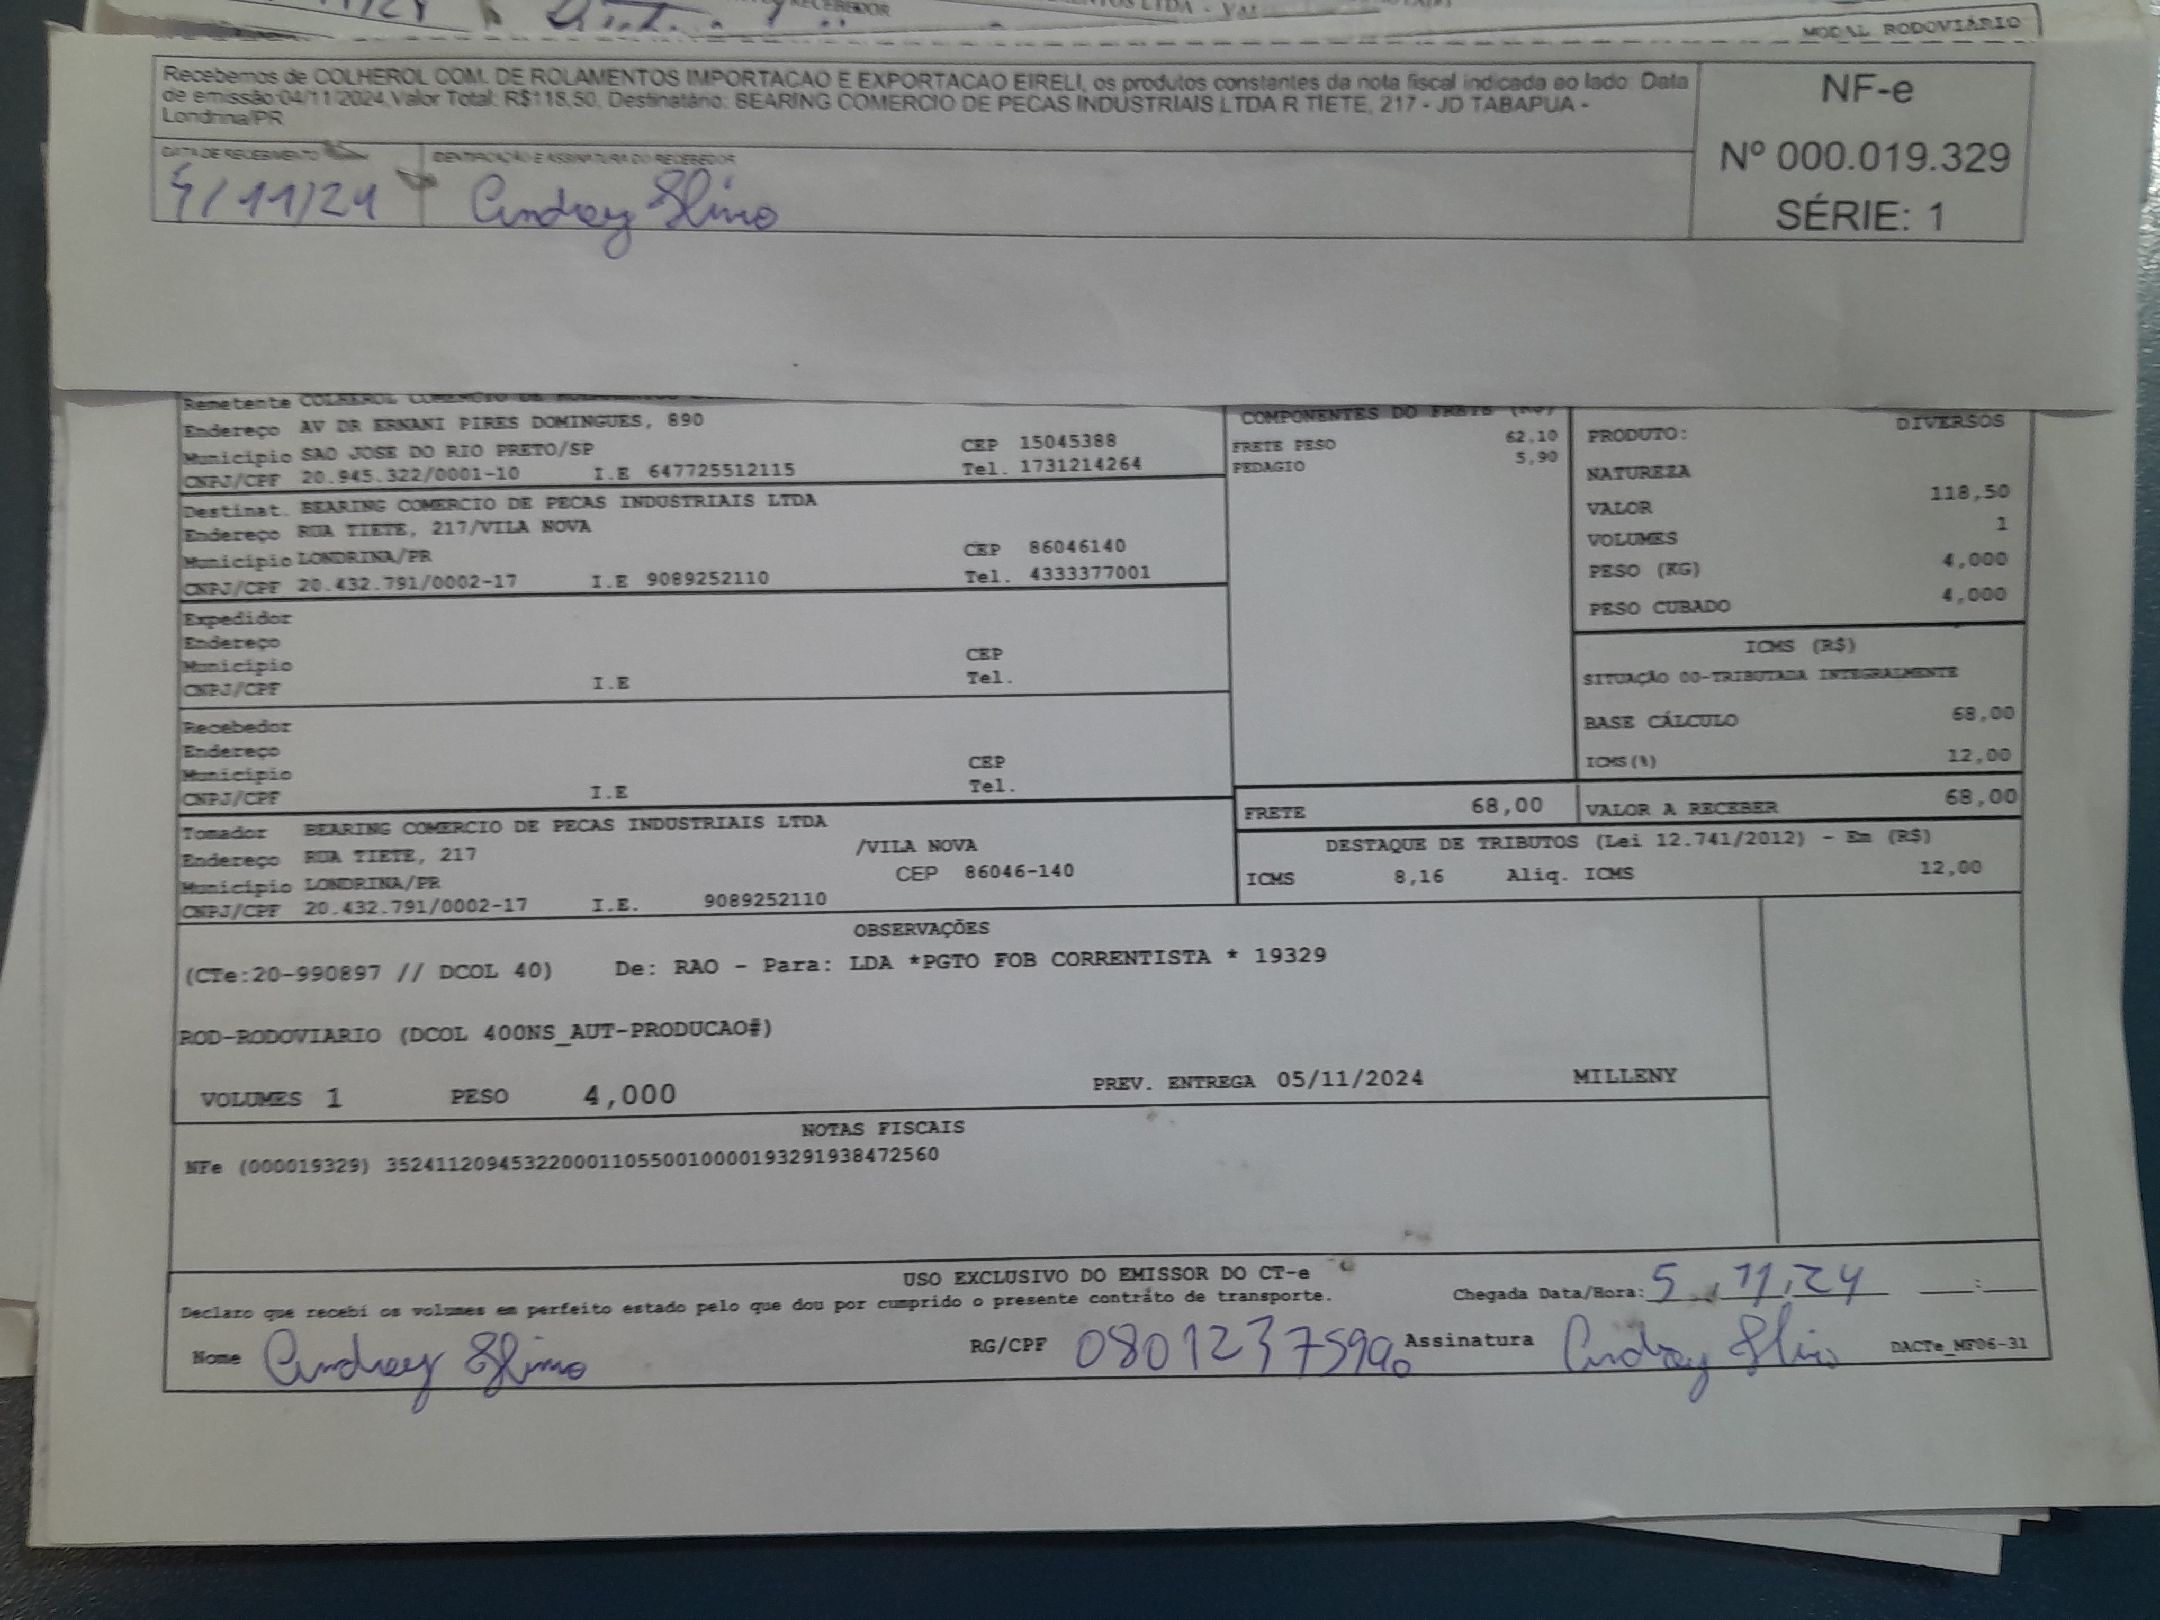 RECEBEDOR
MODAL RODOVIÁRIO
Recebemos de COLHEROL COM. DE ROLAMENTOS IMPORTACAO E EXPORTACAO EIRELI, os produtos constantes da nota fiscal indicada ao lado. Data
de emissão:04/11/2024,Valor Total: R$118,50, Destinatário: BEARING COMERCIO DE PECAS INDUSTRIAIS LTDA R TIETE, 217 - JD TABAPUA -
Londrina/PR
NF-e
Nº 000.019.329
SÉRIE: 1
DATA DE RECEBIMENTO IDENTIFICAÇÃO E ASSINATURA DO RECEBEDOR
5/11/24
Remetente COLHEROL COMERCIO DE
Endereço AV DR ERNANI PIRES DOMINGUES, 890
Município SAO JOSE DO RIO PRETO/SP CEP 15045388
CNPJ/CPF 20.945.322/0001-10 I.E 647725512115 Tel. 1731214264
Destinat. BEARING COMERCIO DE PECAS INDUSTRIAIS LTDA
Endereço RUA TIETE, 217/VILA NOVA
Município LONDRINA/PR CEP 86046140
CNPJ/CPF 20.432.791/0002-17 I.E 9089252110 Tel. 4333377001
Expedidor
Endereço
Município CEP
CNPJ/CPF I.E Tel.
Recebedor
Endereço
Município CEP
CNPJ/CPF I.E Tel.
Tomador BEARING COMERCIO DE PECAS INDUSTRIAIS LTDA
Endereço RUA TIETE, 217 /VILA NOVA
Município LONDRINA/PR CEP 86046-140
CNPJ/CPF 20.432.791/0002-17 I.E. 9089252110
COMPONENTES DO FRETE (R$)
FRETE PESO 62,10
PEDAGIO 5,90
PRODUTO: DIVERSOS
NATUREZA
VALOR 118,50
VOLUMES 1
PESO (KG) 4,000
PESO CUBADO 4,000
ICMS (R$)
SITUAÇÃO 00-TRIBUTADA INTEGRALMENTE
BASE CÁLCULO 68,00
ICMS(%) 12,00
FRETE 68,00 VALOR A RECEBER 68,00
DESTAQUE DE TRIBUTOS (Lei 12.741/2012) - Em (R$)
ICMS 8,16 Aliq. ICMS 12,00
OBSERVAÇÕES
(CTe:20-990897 // DCOL 40) De: RAO - Para: LDA *PGTO FOB CORRENTISTA * 19329
ROD-RODOVIARIO (DCOL 400NS_AUT-PRODUCAO#)
VOLUMES 1 PESO 4,000 PREV. ENTREGA 05/11/2024 MILLENY
NOTAS FISCAIS
NFe (000019329) 35241120945322000110550010000193291938472560
USO EXCLUSIVO DO EMISSOR DO CT-e
Declaro que recebi os volumes em perfeito estado pelo que dou por cumprido o presente contrato de transporte. Chegada Data/Hora: 5 11,24 :
Nome RG/CPF Assinatura DACTe_MF06-31